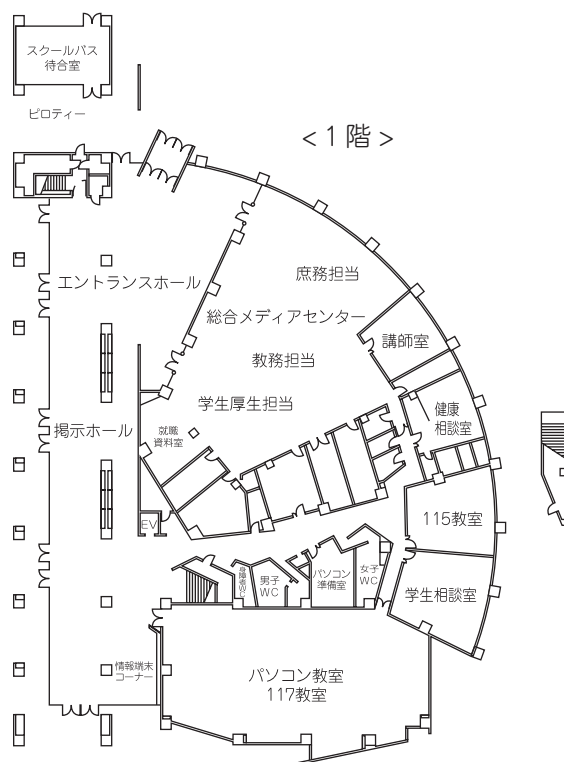 スクールバス
待合室
ピロティー
<1階>
エントランスホール
庶務担当
総合メディアセンター
講師室
教務担当
学生厚生担当
健康
相談室
掲示ホール
就職
資料室
EV
115教室
身障者WC
男子
WC
パソコン
準備室
女子
WC
学生相談室
情報端末
コーナー
パソコン教室
117教室